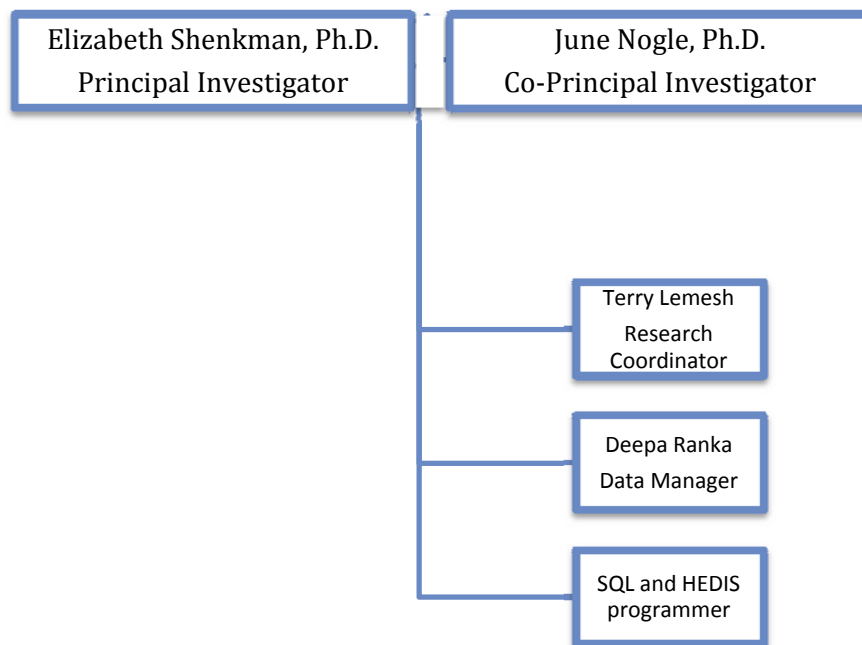 Elizabeth Shenkman, Ph.D.
Principal Investigator
June Nogle, Ph.D.
Co-Principal Investigator
Terry Lemesh
Research
Coordinator
Deepa Ranka
Data Manager
SQL and HEDIS
programmer